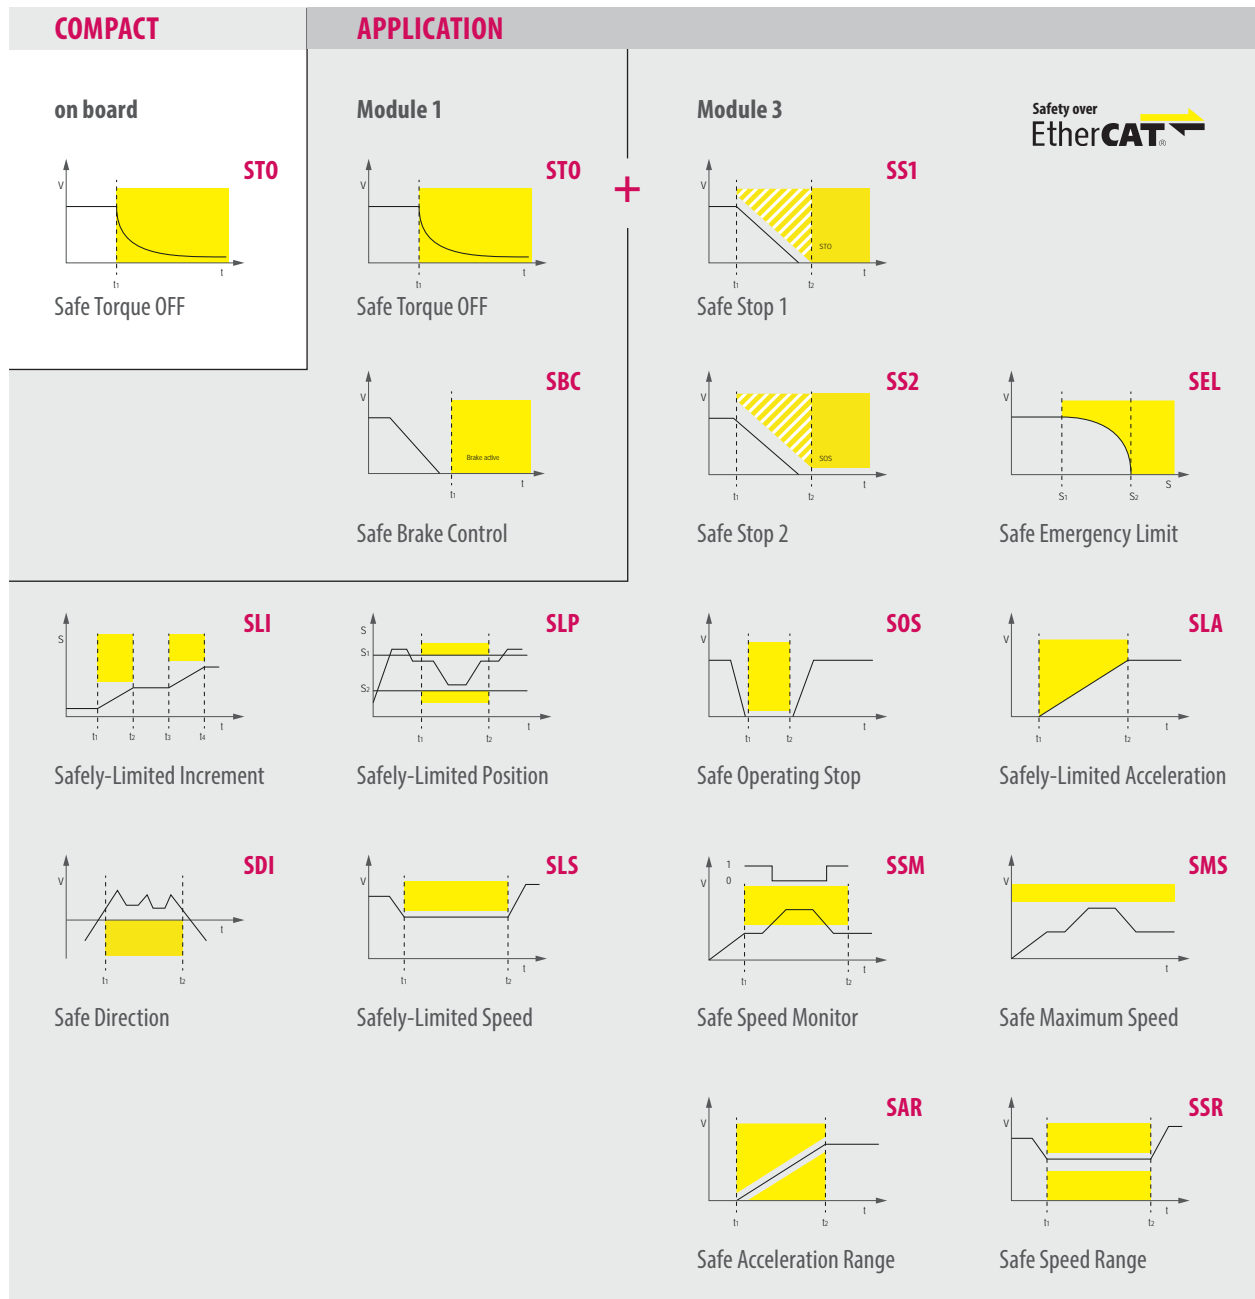 COMPACT
APPLICATION
on board
Module 1
Module 3
Safety over
EtherCAT®
STO
V
t
t1
Safe Torque OFF
STO
V
t
t1
Safe Torque OFF
+
SS1
V
STO
t
t1
t2
Safe Stop 1
SBC
V
Brake active
t
t1
Safe Brake Control
SS2
V
SOS
t
t1
t2
Safe Stop 2
SEL
V
S
S1
S2
Safe Emergency Limit
SLI
S
t
t1
t2
t3
t4
Safely-Limited Increment
SLP
S
S1
S2
t
t1
t2
Safely-Limited Position
SOS
V
t
t1
t2
Safe Operating Stop
SLA
V
t
t1
t2
Safely-Limited Acceleration
SDI
V
t
t1
t2
Safe Direction
SLS
V
t
t1
t2
Safely-Limited Speed
SSM
1
0
V
t
t1
t2
Safe Speed Monitor
SMS
V
t
Safe Maximum Speed
SAR
V
t
t1
t2
Safe Acceleration Range
SSR
V
t
t1
t2
Safe Speed Range